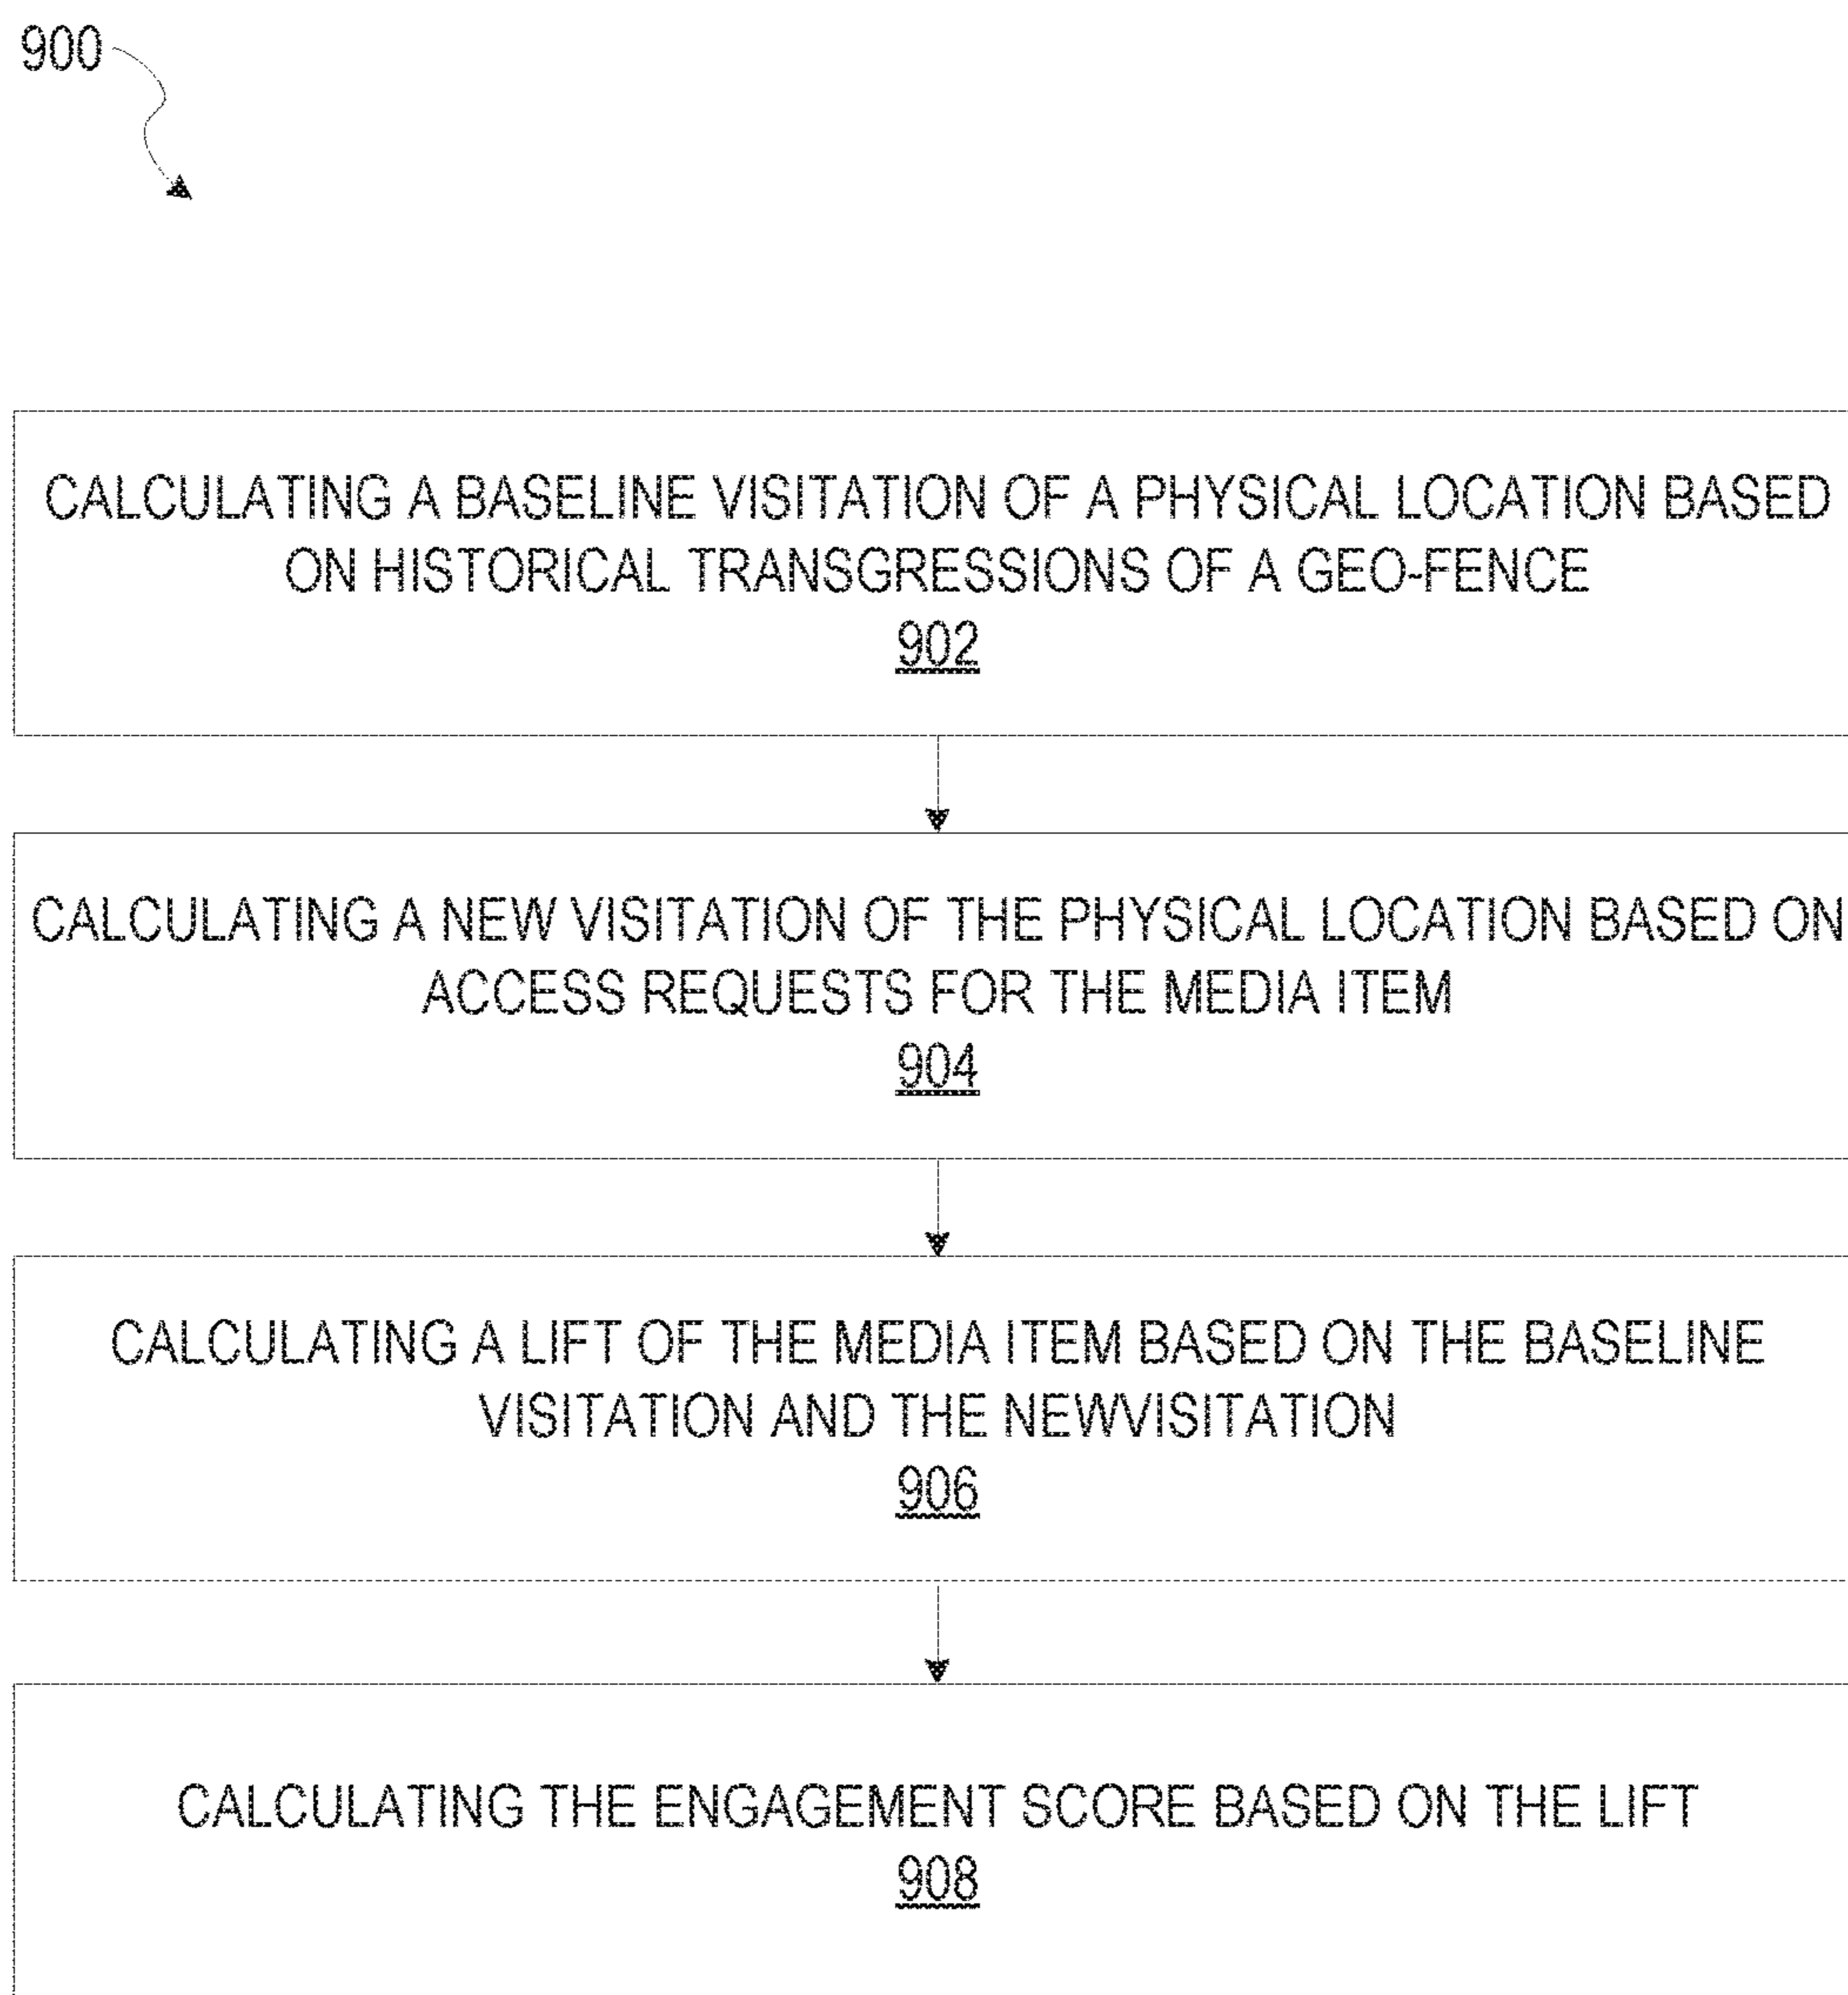 900
CALCULATING A BASELINE VISITATION OF A PHYSICAL LOCATION BASED
ON HISTORICAL TRANSGRESSIONS OF A GEO-FENCE
902
CALCULATING A NEW VISITATION OF THE PHYSICAL LOCATION BASED ON
ACCESS REQUESTS FOR THE MEDIA ITEM
904
CALCULATING A LIFT OF THE MEDIA ITEM BASED ON THE BASELINE
VISITATION AND THE NEWVISITATION
906
CALCULATING THE ENGAGEMENT SCORE BASED ON THE LIFT
908